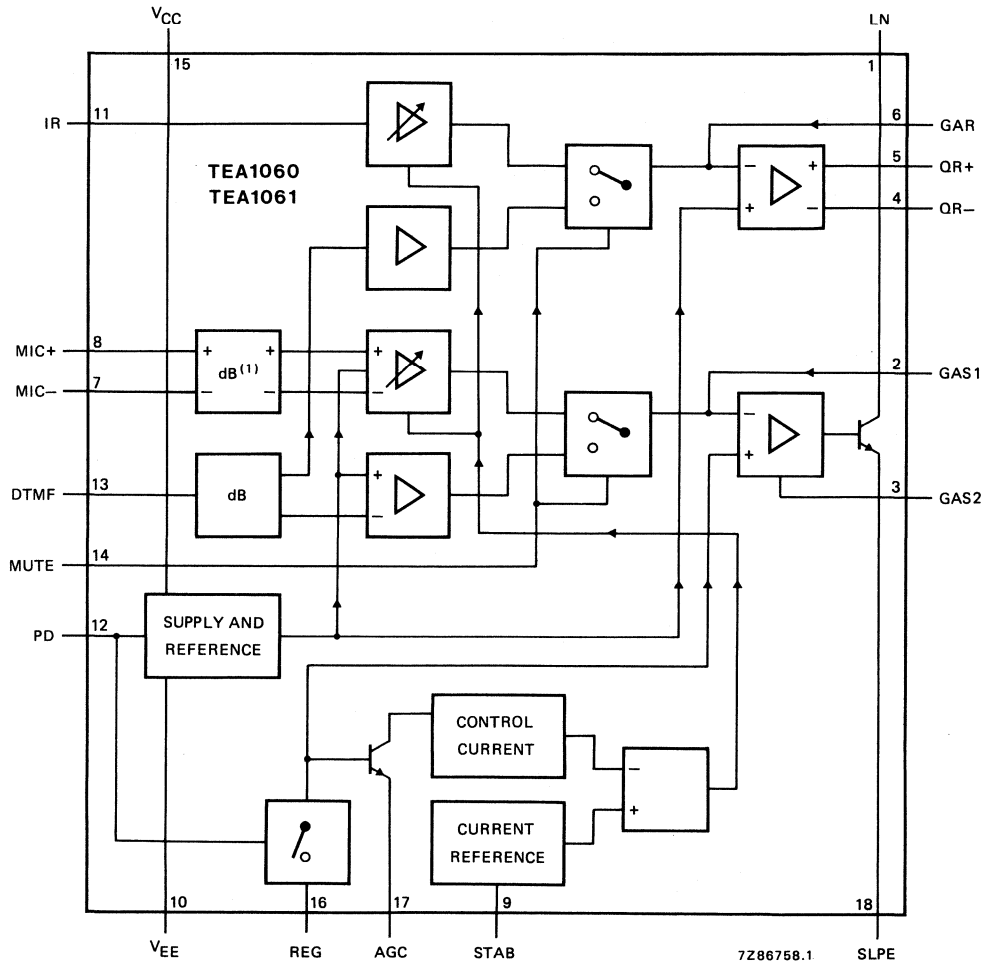 VCC
LN
15
1
IR
11
6
GAR
TEA1060
TEA1061
- +
5
QR+
+ -
4
QR−
MIC+
8
+ +
dB(1)
+
MIC−
7
− −
−
2
GAS1
−
+
DTMF
13
dB
+
−
3
GAS2
MUTE
14
PD
12
SUPPLY AND
REFERENCE
CONTROL
CURRENT
−
+
CURRENT
REFERENCE
10
16
17
9
18
VEE
REG
AGC
STAB
7Z86758.1
SLPE